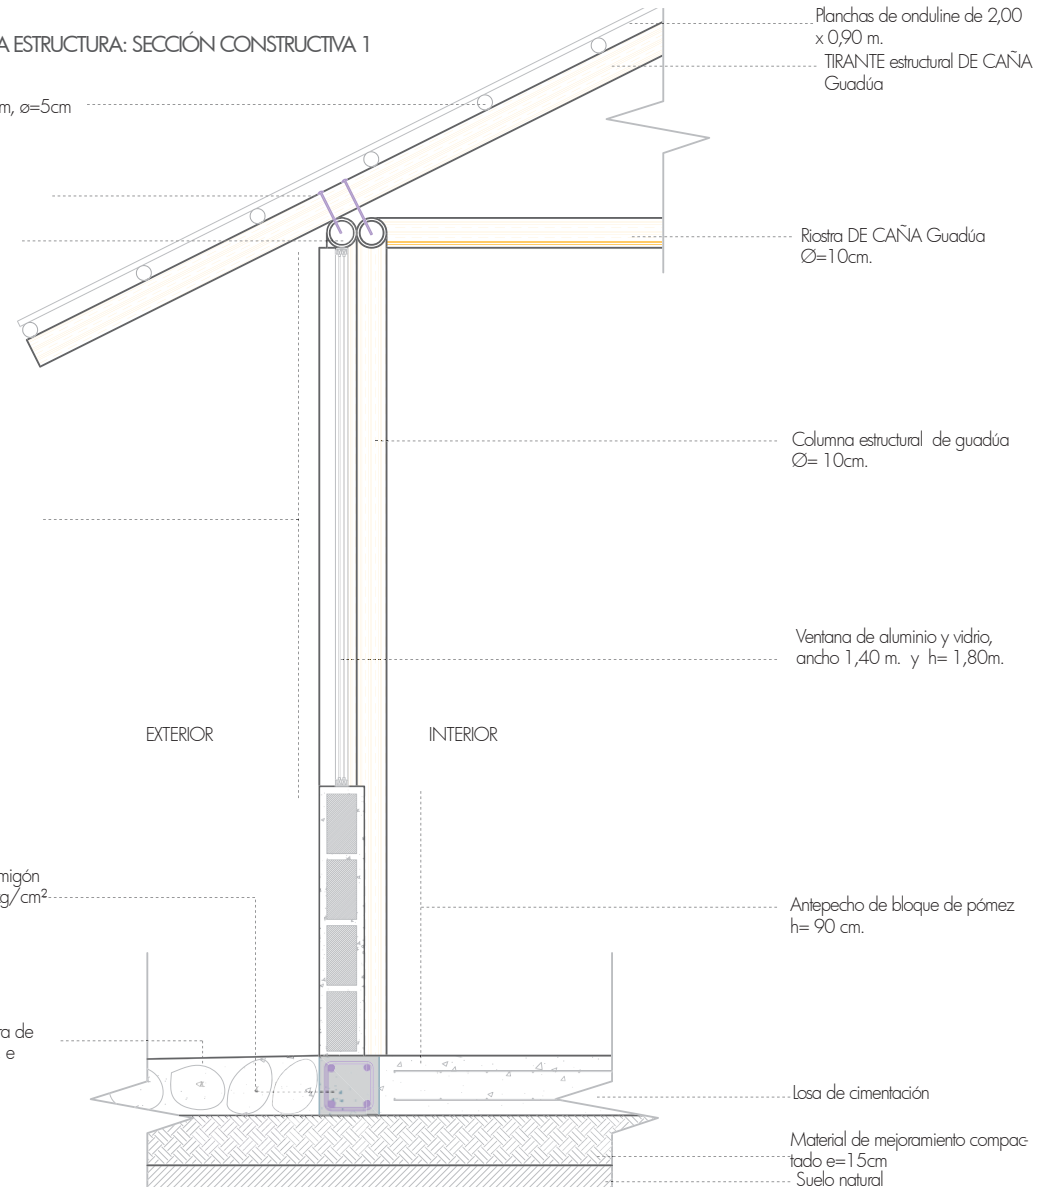 A ESTRUCTURA: SECCIÓN CONSTRUCTIVA 1
m, ø=5cm
Planchas de onduline de 2,00
x 0,90 m.
TIRANTE estructural DE CAÑA
Guadúa
Riostra DE CAÑA Guadúa
Ø=10cm.
Columna estructural de guadúa
Ø= 10cm.
Ventana de aluminio y vidrio,
ancho 1,40 m. y h= 1,80m.
EXTERIOR
INTERIOR
migón
g/cm²
Antepecho de bloque de pómez
h= 90 cm.
ra de
e
Losa de cimentación
Material de mejoramiento compac-
tado e=15cm
Suelo natural